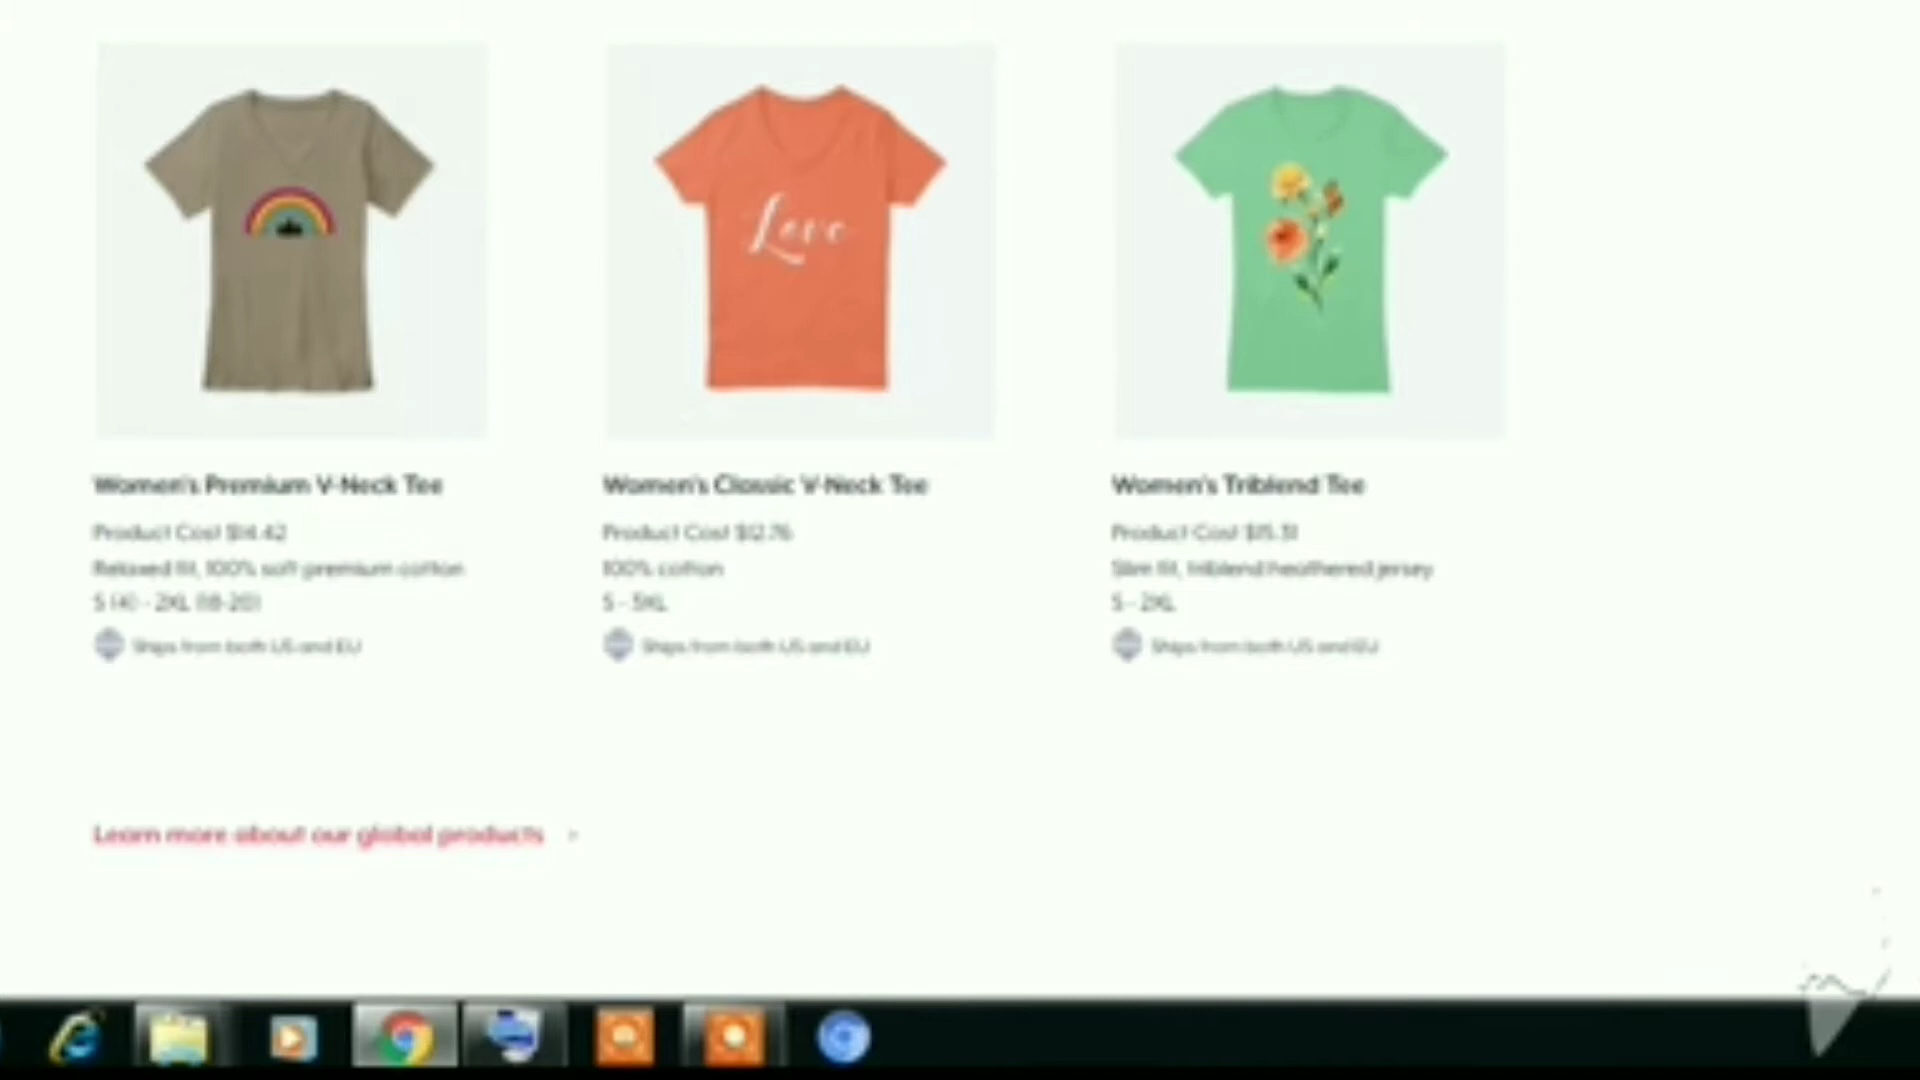 Love
Women's Premium V-Neck Tee
Product Cost $14.42
Relaxed fit, 100% soft premium cotton
S (4) - 2XL (18-20)
Ships from both US and EU
Women's Classic V-Neck Tee
Product Cost $12.76
100% cotton
S - 3XL
Ships from both US and EU
Women's Triblend Tee
Product Cost $15.31
Slim fit, triblend heathered jersey
S - 2XL
Ships from both US and EU
Learn more about our global products